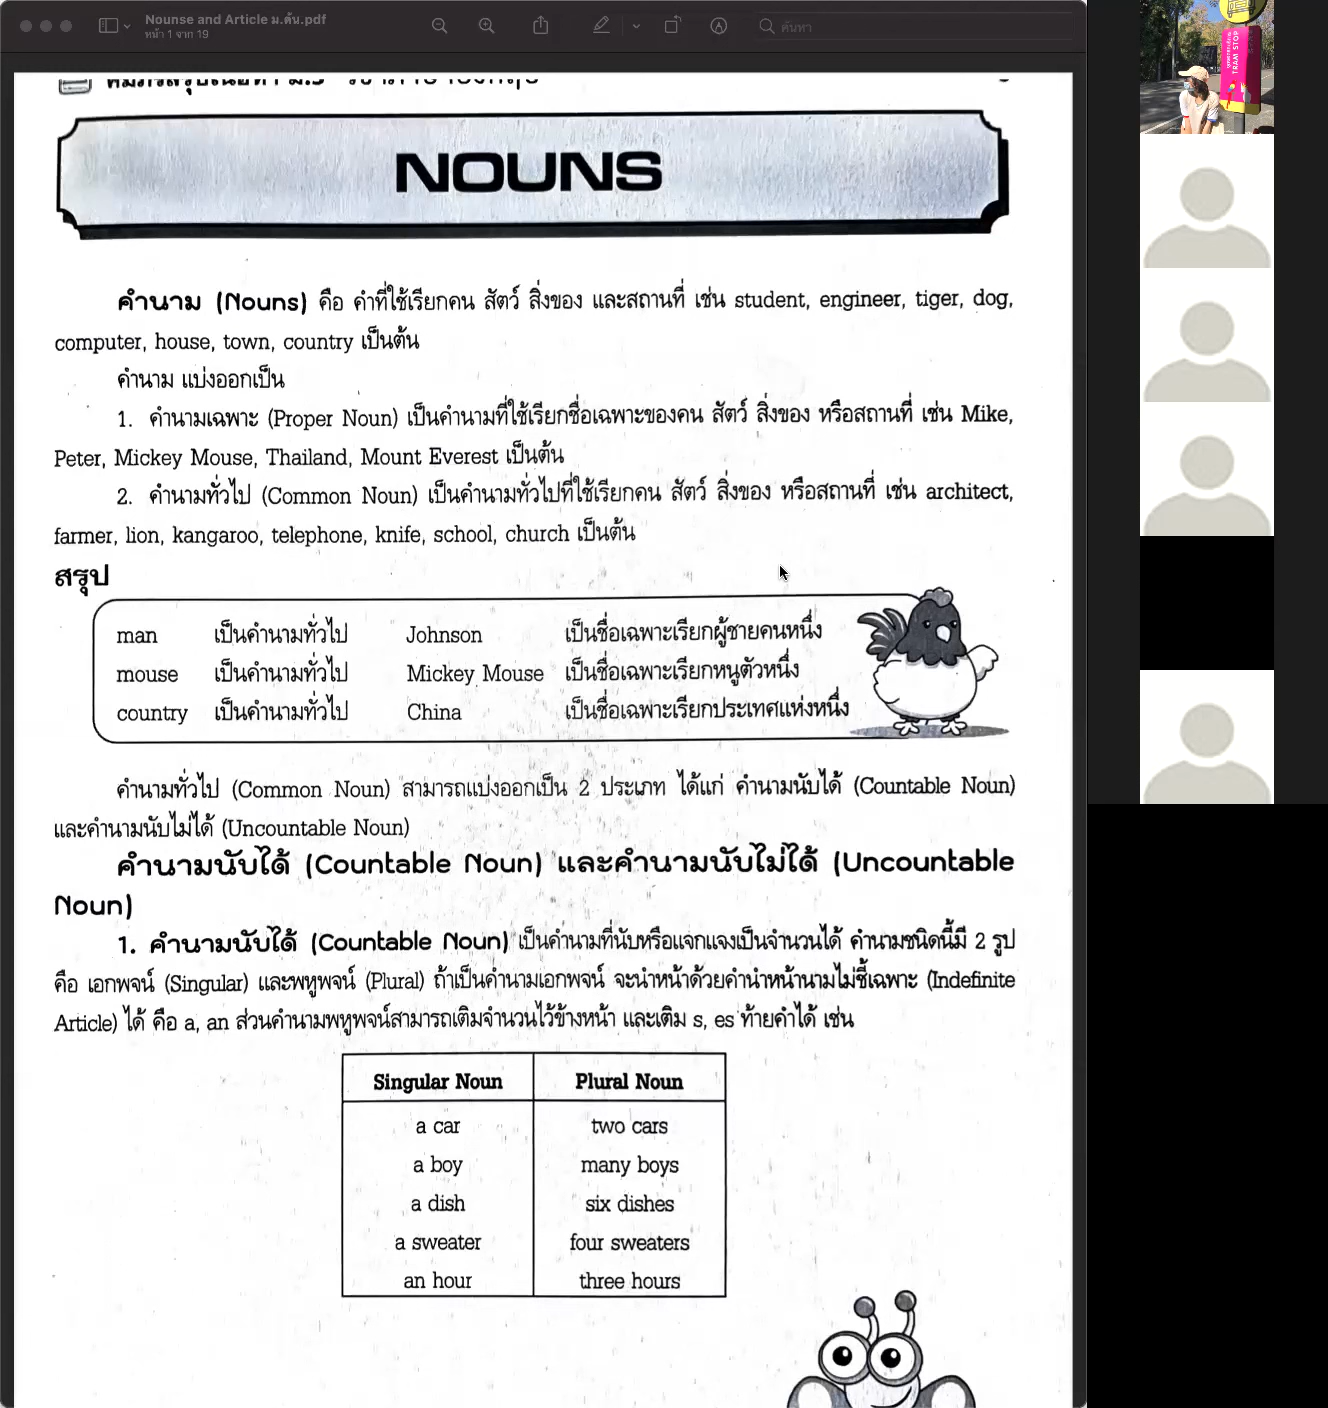 Nounse and Article ม.ต้น.pdf
หน้า 1 จาก 19
ค้นหา
TRAM STOP
NOUNS
คำนาม (Nouns) คือ คำที่ใช้เรียกคน สัตว์ สิ่งของ และสถานที่ เช่น student, engineer, tiger, dog,
computer, house, town, country เป็นต้น
คำนาม แบ่งออกเป็น
1. คำนามเฉพาะ (Proper Noun) เป็นคำนามที่ใช้เรียกชื่อเฉพาะของคน สัตว์ สิ่งของ หรือสถานที่ เช่น Mike,
Peter, Mickey Mouse, Thailand, Mount Everest เป็นต้น
2. คำนามทั่วไป (Common Noun) เป็นคำนามทั่วไปที่ใช้เรียกคน สัตว์ สิ่งของ หรือสถานที่ เช่น architect,
farmer, lion, kangaroo, telephone, knife, school, church เป็นต้น
สรุป
man เป็นคำนามทั่วไป Johnson เป็นชื่อเฉพาะเรียกผู้ชายคนหนึ่ง
mouse เป็นคำนามทั่วไป Mickey Mouse เป็นชื่อเฉพาะเรียกหนูตัวหนึ่ง
country เป็นคำนามทั่วไป China เป็นชื่อเฉพาะเรียกประเทศแห่งหนึ่ง
คำนามทั่วไป (Common Noun) สามารถแบ่งออกเป็น 2 ประเภท ได้แก่ คำนามนับได้ (Countable Noun)
และคำนามนับไม่ได้ (Uncountable Noun)
คำนามนับได้ (Countable Noun) และคำนามนับไม่ได้ (Uncountable
Noun)
1. คำนามนับได้ (Countable Noun) เป็นคำนามที่นับหรือแจกแจงเป็นจำนวนได้ คำนามชนิดนี้มี 2 รูป
คือ เอกพจน์ (Singular) และพหูพจน์ (Plural) ถ้าเป็นคำนามเอกพจน์ จะนำหน้าด้วยคำนำหน้านามไม่ชี้เฉพาะ (Indefinite
Article) ได้ คือ a, an ส่วนคำนามพหูพจน์สามารถเติมจำนวนไว้ข้างหน้า และเติม s, es ท้ายคำได้ เช่น
Singular Noun Plural Noun
a car two cars
a boy many boys
a dish six dishes
a sweater four sweaters
an hour three hours